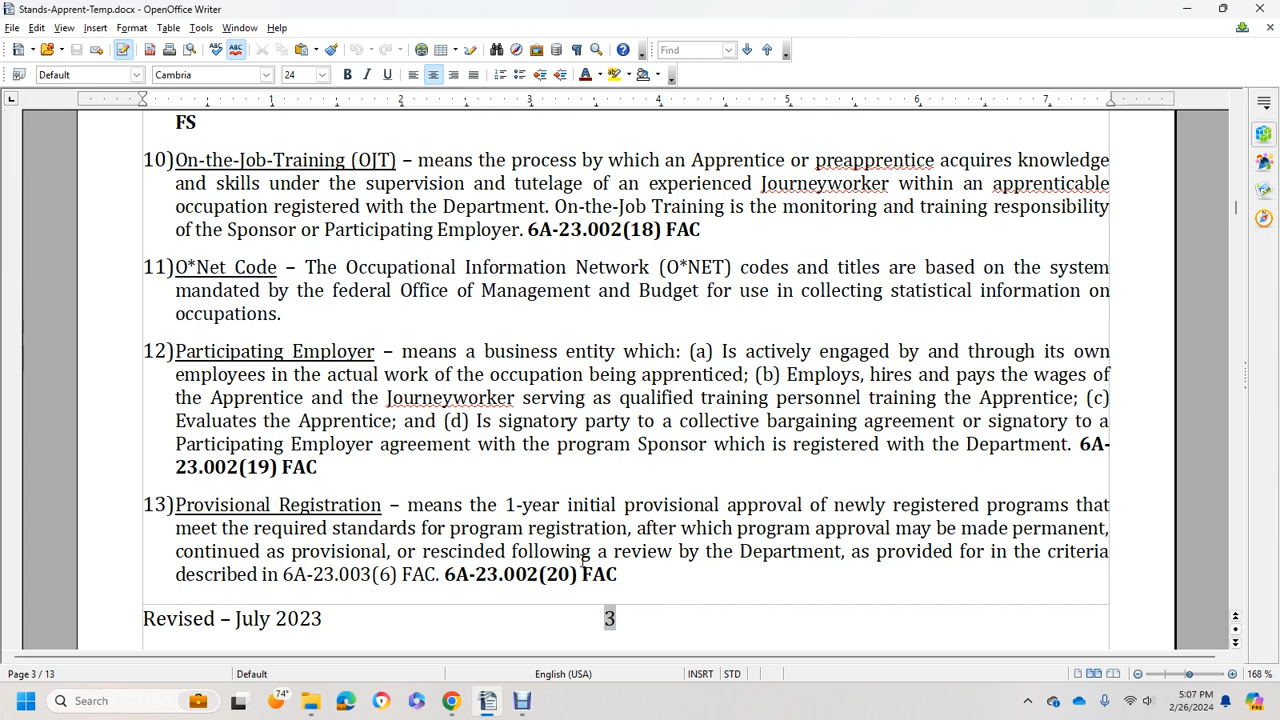 Stands-Apprent-Temp.docx - OpenOffice Writer
File Edit View Insert Format Table Tools Window Help
Find
Default Cambria 24
1 2 3 4 5 6 7
FS
10) On-the-Job-Training (OJT) – means the process by which an Apprentice or preapprentice acquires knowledge
and skills under the supervision and tutelage of an experienced Journeyworker within an apprenticable
occupation registered with the Department. On-the-Job Training is the monitoring and training responsibility
of the Sponsor or Participating Employer. 6A-23.002(18) FAC
11) O*Net Code – The Occupational Information Network (O*NET) codes and titles are based on the system
mandated by the federal Office of Management and Budget for use in collecting statistical information on
occupations.
12) Participating Employer – means a business entity which: (a) Is actively engaged by and through its own
employees in the actual work of the occupation being apprenticed; (b) Employs, hires and pays the wages of
the Apprentice and the Journeyworker serving as qualified training personnel training the Apprentice; (c)
Evaluates the Apprentice; and (d) Is signatory party to a collective bargaining agreement or signatory to a
Participating Employer agreement with the program Sponsor which is registered with the Department. 6A-
23.002(19) FAC
13) Provisional Registration – means the 1-year initial provisional approval of newly registered programs that
meet the required standards for program registration, after which program approval may be made permanent,
continued as provisional, or rescinded following a review by the Department, as provided for in the criteria
described in 6A-23.003(6) FAC. 6A-23.002(20) FAC
Revised – July 2023 3
Page 3 / 13 Default English (USA) INSRT STD 168 %
Search 74° 5:07 PM
2/26/2024